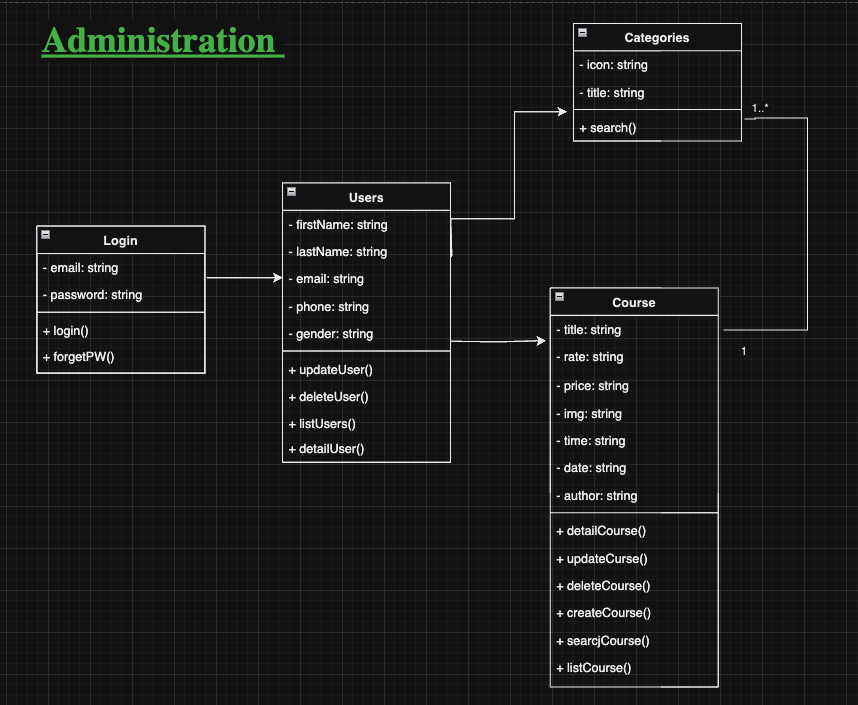 Administration
Categories
- icon: string
- title: string
+ search()
1..*
Users
- firstName: string
- lastName: string
- email: string
- phone: string
- gender: string
+ updateUser()
+ deleteUser()
+ listUsers()
+ detailUser()
Login
- email: string
- password: string
+ login()
+ forgetPW()
Course
- title: string
- rate: string
- price: string
- img: string
- time: string
- date: string
- author: string
+ detailCourse()
+ updateCurse()
+ deleteCourse()
+ createCourse()
+ searcjCourse()
+ listCourse()
1